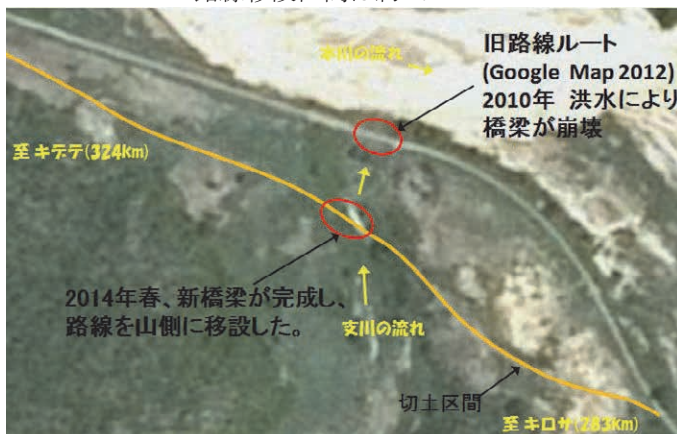 本川の流れ
旧路線ルート
(Google Map 2012)
2010年 洪水により
橋梁が崩壊
至キデテ(324km)
2014年春、新橋梁が完成し、
路線を山側に移設した。
支川の流れ
切土区間
至キロサ(283Km)